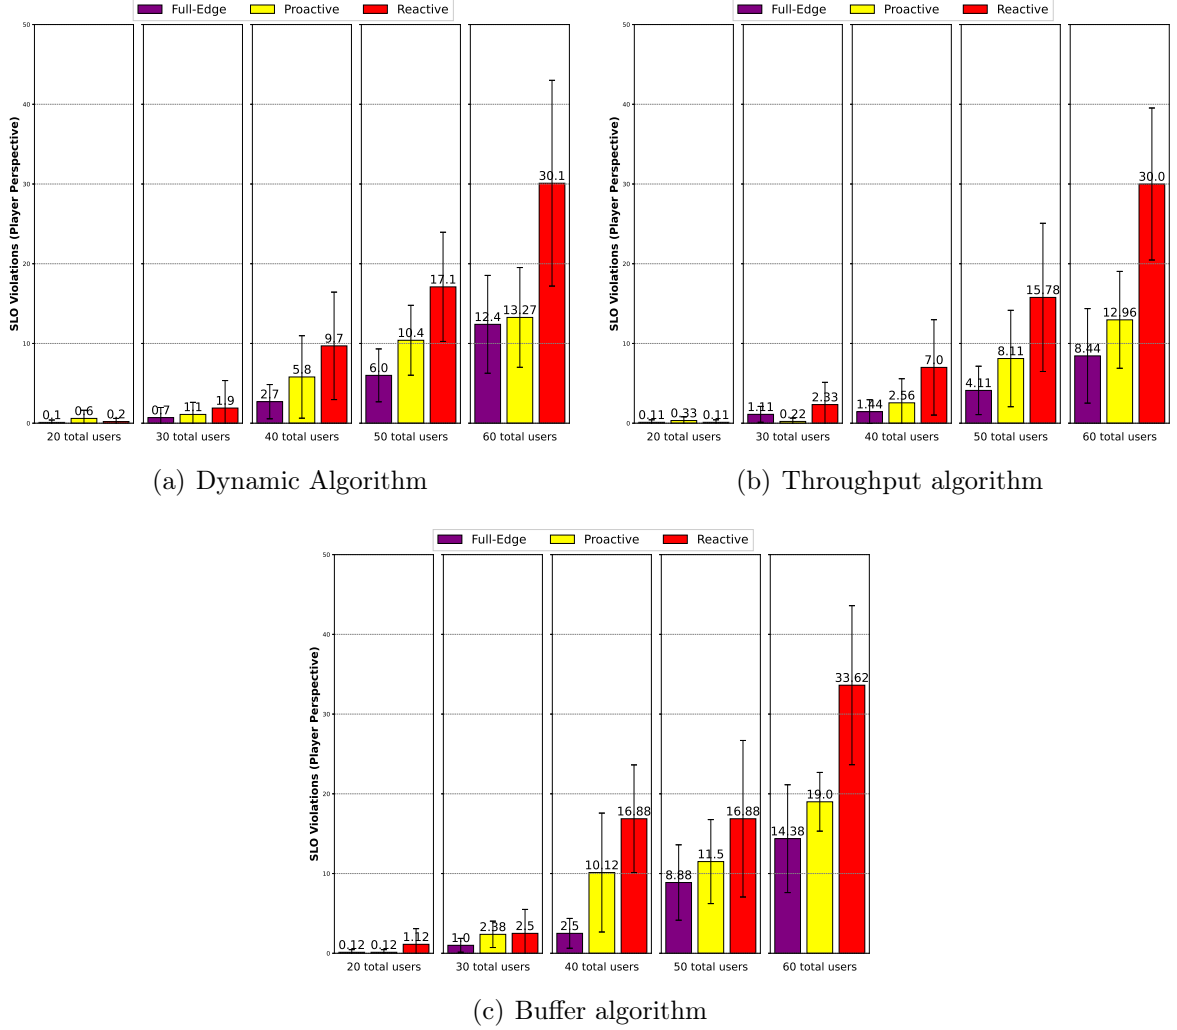 Full-Edge Proactive Reactive
SLO Violations (Player Perspective)
50
40
30
20
10
0
0.1 0.6 0.2
0.7 1.1 1.9
2.7 5.8 9.7
6.0 10.4 17.1
12.4 13.27 30.1
20 total users 30 total users 40 total users 50 total users 60 total users
(a) Dynamic Algorithm
Full-Edge Proactive Reactive
SLO Violations (Player Perspective)
50
40
30
20
10
0
0.11 0.33 0.11
1.11 0.22 2.33
1.44 2.56 7.0
4.11 8.11 15.78
8.44 12.96 30.0
20 total users 30 total users 40 total users 50 total users 60 total users
(b) Throughput algorithm
Full-Edge Proactive Reactive
SLO Violations (Player Perspective)
50
40
30
20
10
0
0.12 0.12 1.12
1.0 2.38 2.5
2.5 10.12 16.88
8.88 11.5 16.88
14.38 19.0 33.62
20 total users 30 total users 40 total users 50 total users 60 total users
(c) Buffer algorithm